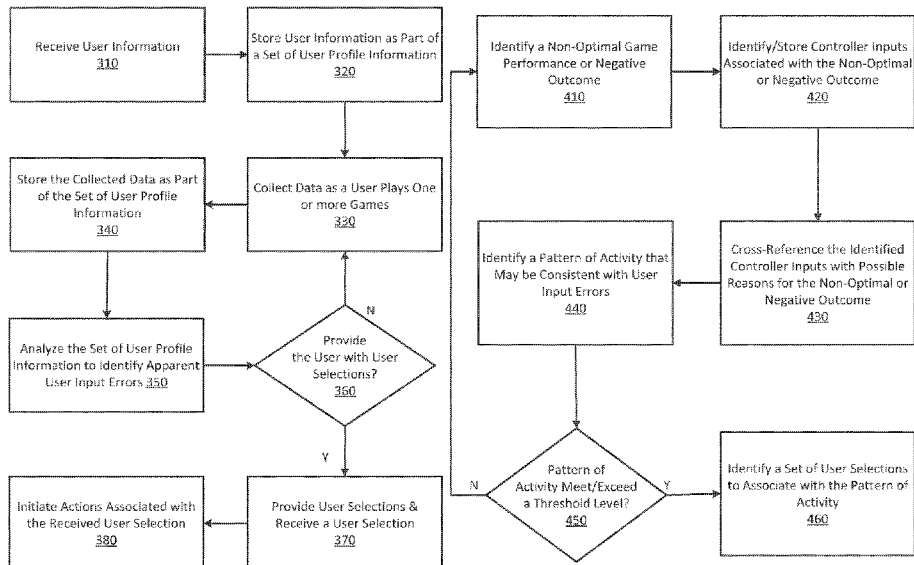 Receive User Information
310
Store User Information as Part of
a Set of User Profile Information
320
Store the Collected Data as Part
of the Set of User Profile
Information
340
Collect Data as a User Plays One
or more Games
330
N
Analyze the Set of User Profile
Information to Identify Apparent
User Input Errors 350
Provide
the User with User
Selections?
360
Y
Initiate Actions Associated with
the Received User Selection
380
Provide User Selections &
Receive a User Selection
370
Identify a Non-Optimal Game
Performance or Negative
Outcome
410
Identify/Store Controller Inputs
Associated with the Non-Optimal
or Negative Outcome
420
Identify a Pattern of Activity that
May be Consistent with User
Input Errors
440
Cross-Reference the Identified
Controller Inputs with Possible
Reasons for the Non-Optimal or
Negative Outcome
430
N
Pattern of
Activity Meet/Exceed
a Threshold Level?
450
Y
Identify a Set of User Selections
to Associate with the Pattern of
Activity
460